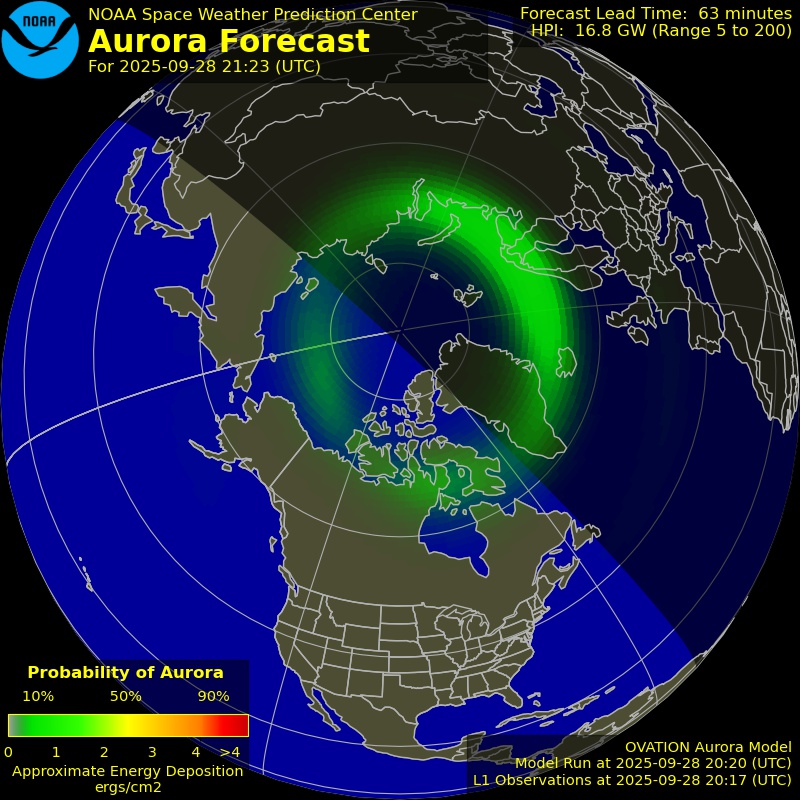 NOAA
NOAA Space Weather Prediction Center
Aurora Forecast
For 2025-09-28 21:23 (UTC)
Forecast Lead Time: 63 minutes
HPI: 16.8 GW (Range 5 to 200)
Probability of Aurora
10% 50% 90%
0 1 2 3 4 >4
Approximate Energy Deposition
ergs/cm2
OVATION Aurora Model
Model Run at 2025-09-28 20:20 (UTC)
L1 Observations at 2025-09-28 20:17 (UTC)